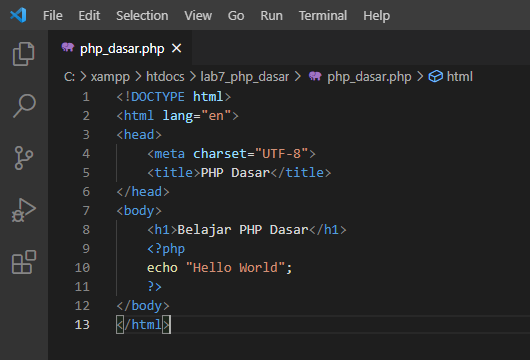 File Edit Selection View Go Run Terminal Help
php_dasar.php ×
C: > xampp > htdocs > lab7_php_dasar > php_dasar.php > html
1 <!DOCTYPE html>
2 <html lang="en">
3 <head>
4     <meta charset="UTF-8">
5     <title>PHP Dasar</title>
6 </head>
7 <body>
8     <h1>Belajar PHP Dasar</h1>
9     <?php
10     echo "Hello World";
11     ?>
12 </body>
13 </html>